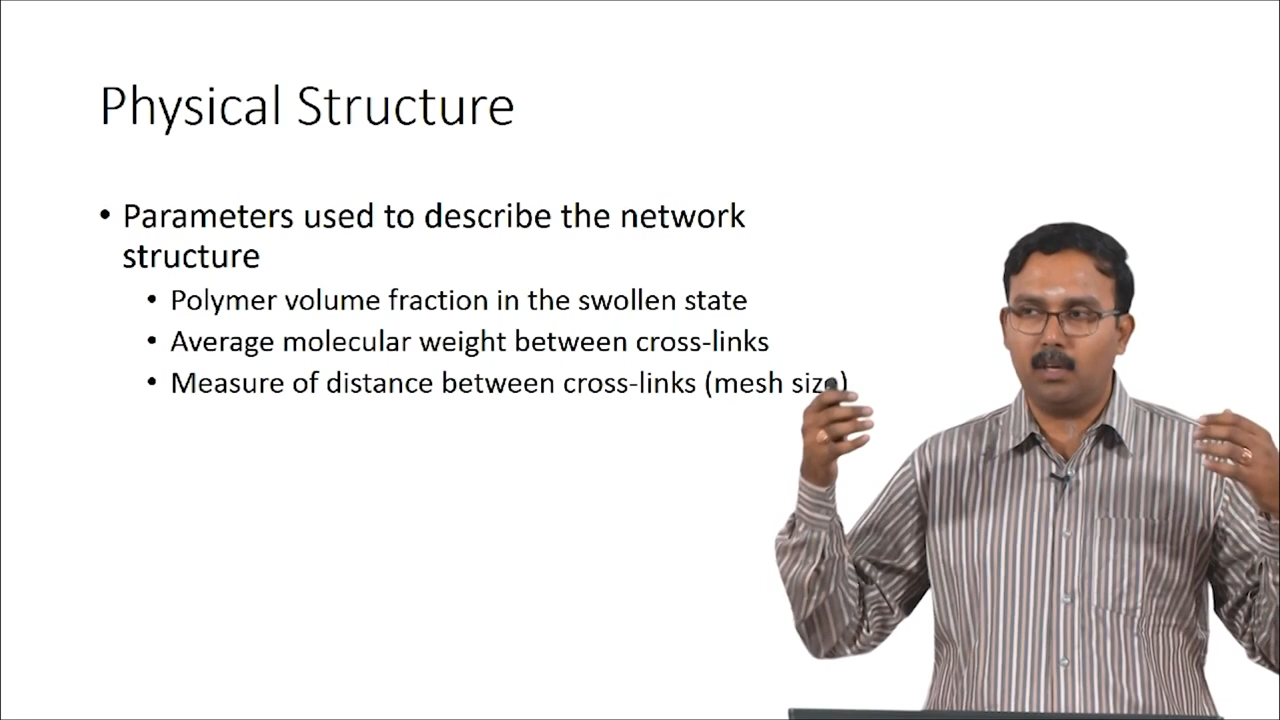 Physical Structure
• Parameters used to describe the network
structure
• Polymer volume fraction in the swollen state
• Average molecular weight between cross-links
• Measure of distance between cross-links (mesh size)